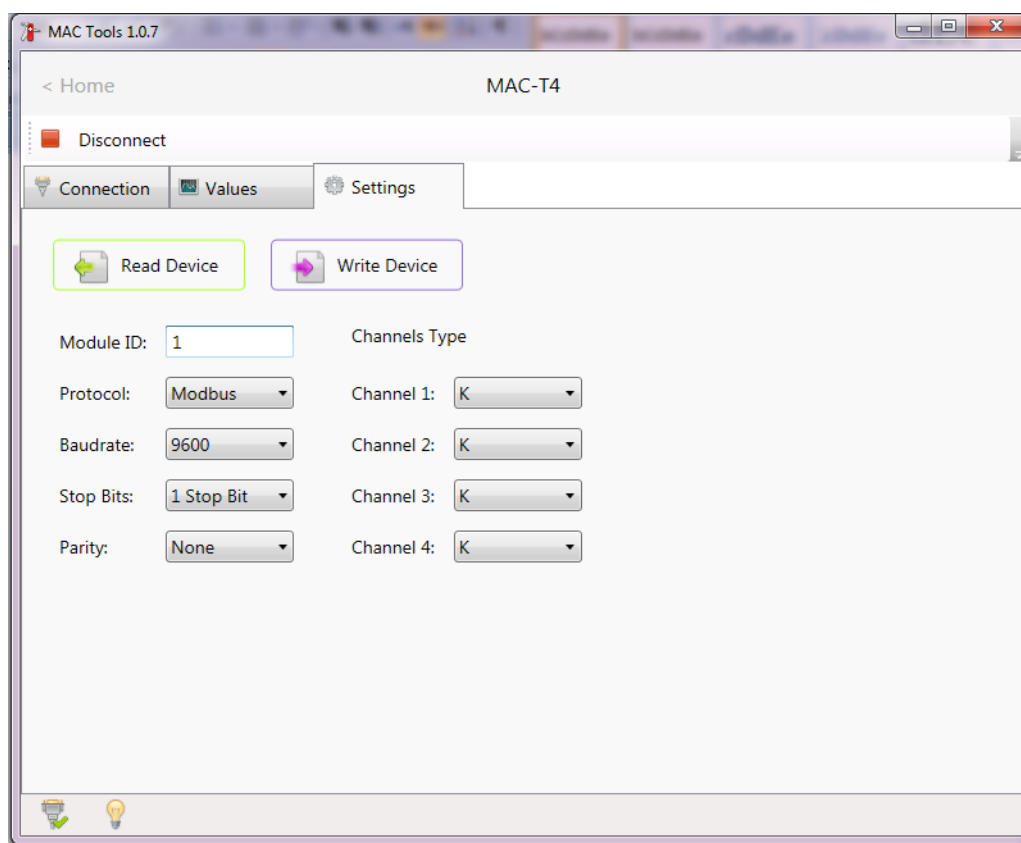 MAC Tools 1.0.7
< Home
MAC-T4
Disconnect
Connection
Values
Settings
Read Device
Write Device
Module ID: 1
Channels Type
Protocol: Modbus
Channel 1: K
Baudrate: 9600
Channel 2: K
Stop Bits: 1 Stop Bit
Channel 3: K
Parity: None
Channel 4: K